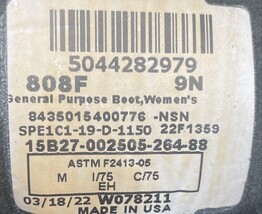 5044282979
808F 9N
General Purpose Boot,Women's
8435015400776 -NSN
SPE1C1-19-D-1150 22F1359
15B27-002505-264-88
ASTM F2413-05
M I/75 C/75
EH
03/18/22 W078211
MADE IN USA